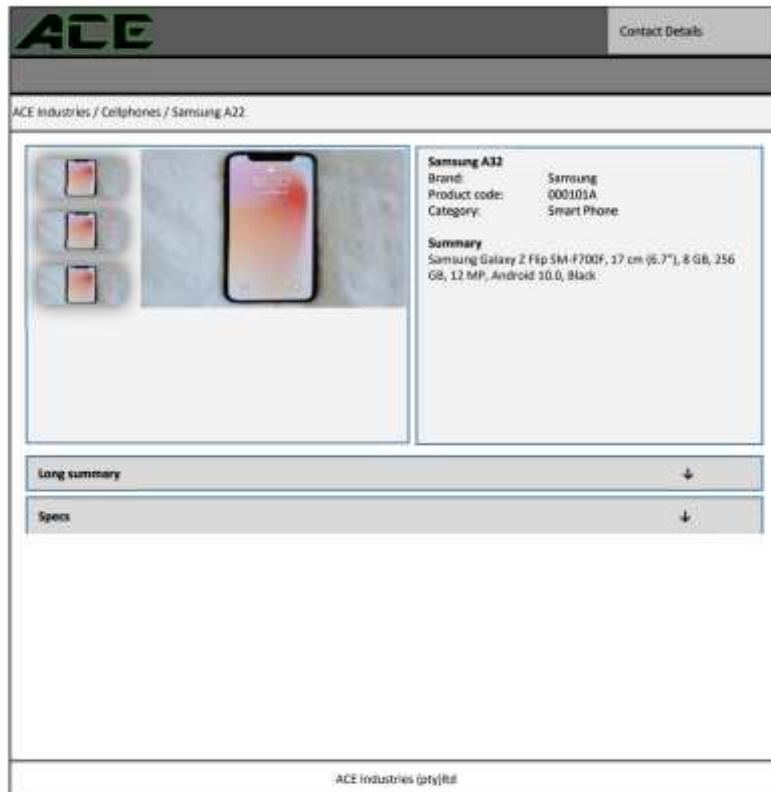 ACE
Contact Details
ACE Industries / Cellphones / Samsung A22
Samsung A32
Brand: Samsung
Product code: 000101A
Category: Smart Phone
Summary
Samsung Galaxy Z Flip SM-F700F, 17 cm (6.7"), 8 GB, 256
GB, 12 MP, Android 10.0, Black
Long summary ↓
Specs ↓
ACE Industries (pty)ltd